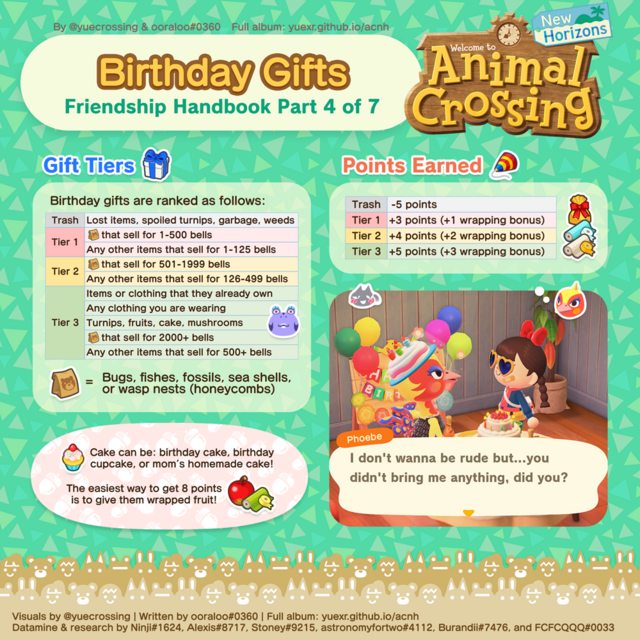 By @yuecrossing & ooraloo#0360    Full album: yuexr.github.io/acnh
Birthday Gifts
Friendship Handbook Part 4 of 7
Welcome to
Animal
Crossing
New
Horizons
Gift Tiers
Birthday gifts are ranked as follows:
Trash Lost items, spoiled turnips, garbage, weeds
Tier 1
that sell for 1-500 bells
Any other items that sell for 1-125 bells
Tier 2
that sell for 501-1999 bells
Any other items that sell for 126-499 bells
Tier 3
Items or clothing that they already own
Any clothing you are wearing
Turnips, fruits, cake, mushrooms
that sell for 2000+ bells
Any other items that sell for 500+ bells
= Bugs, fishes, fossils, sea shells,
or wasp nests (honeycombs)
Cake can be: birthday cake, birthday
cupcake, or mom's homemade cake!
The easiest way to get 8 points
is to give them wrapped fruit!
Points Earned
Trash -5 points
Tier 1 +3 points (+1 wrapping bonus)
Tier 2 +4 points (+2 wrapping bonus)
Tier 3 +5 points (+3 wrapping bonus)
Phoebe
I don't wanna be rude but...you
didn't bring me anything, did you?
Visuals by @yuecrossing | Written by ooraloo#0360 | Full album: yuexr.github.io/acnh
Datamine & research by Ninji#1624, Alexis#8717, Stoney#9215, astronomyfortwo#4112, Burandii#7476, and FCFCQQQ#0033